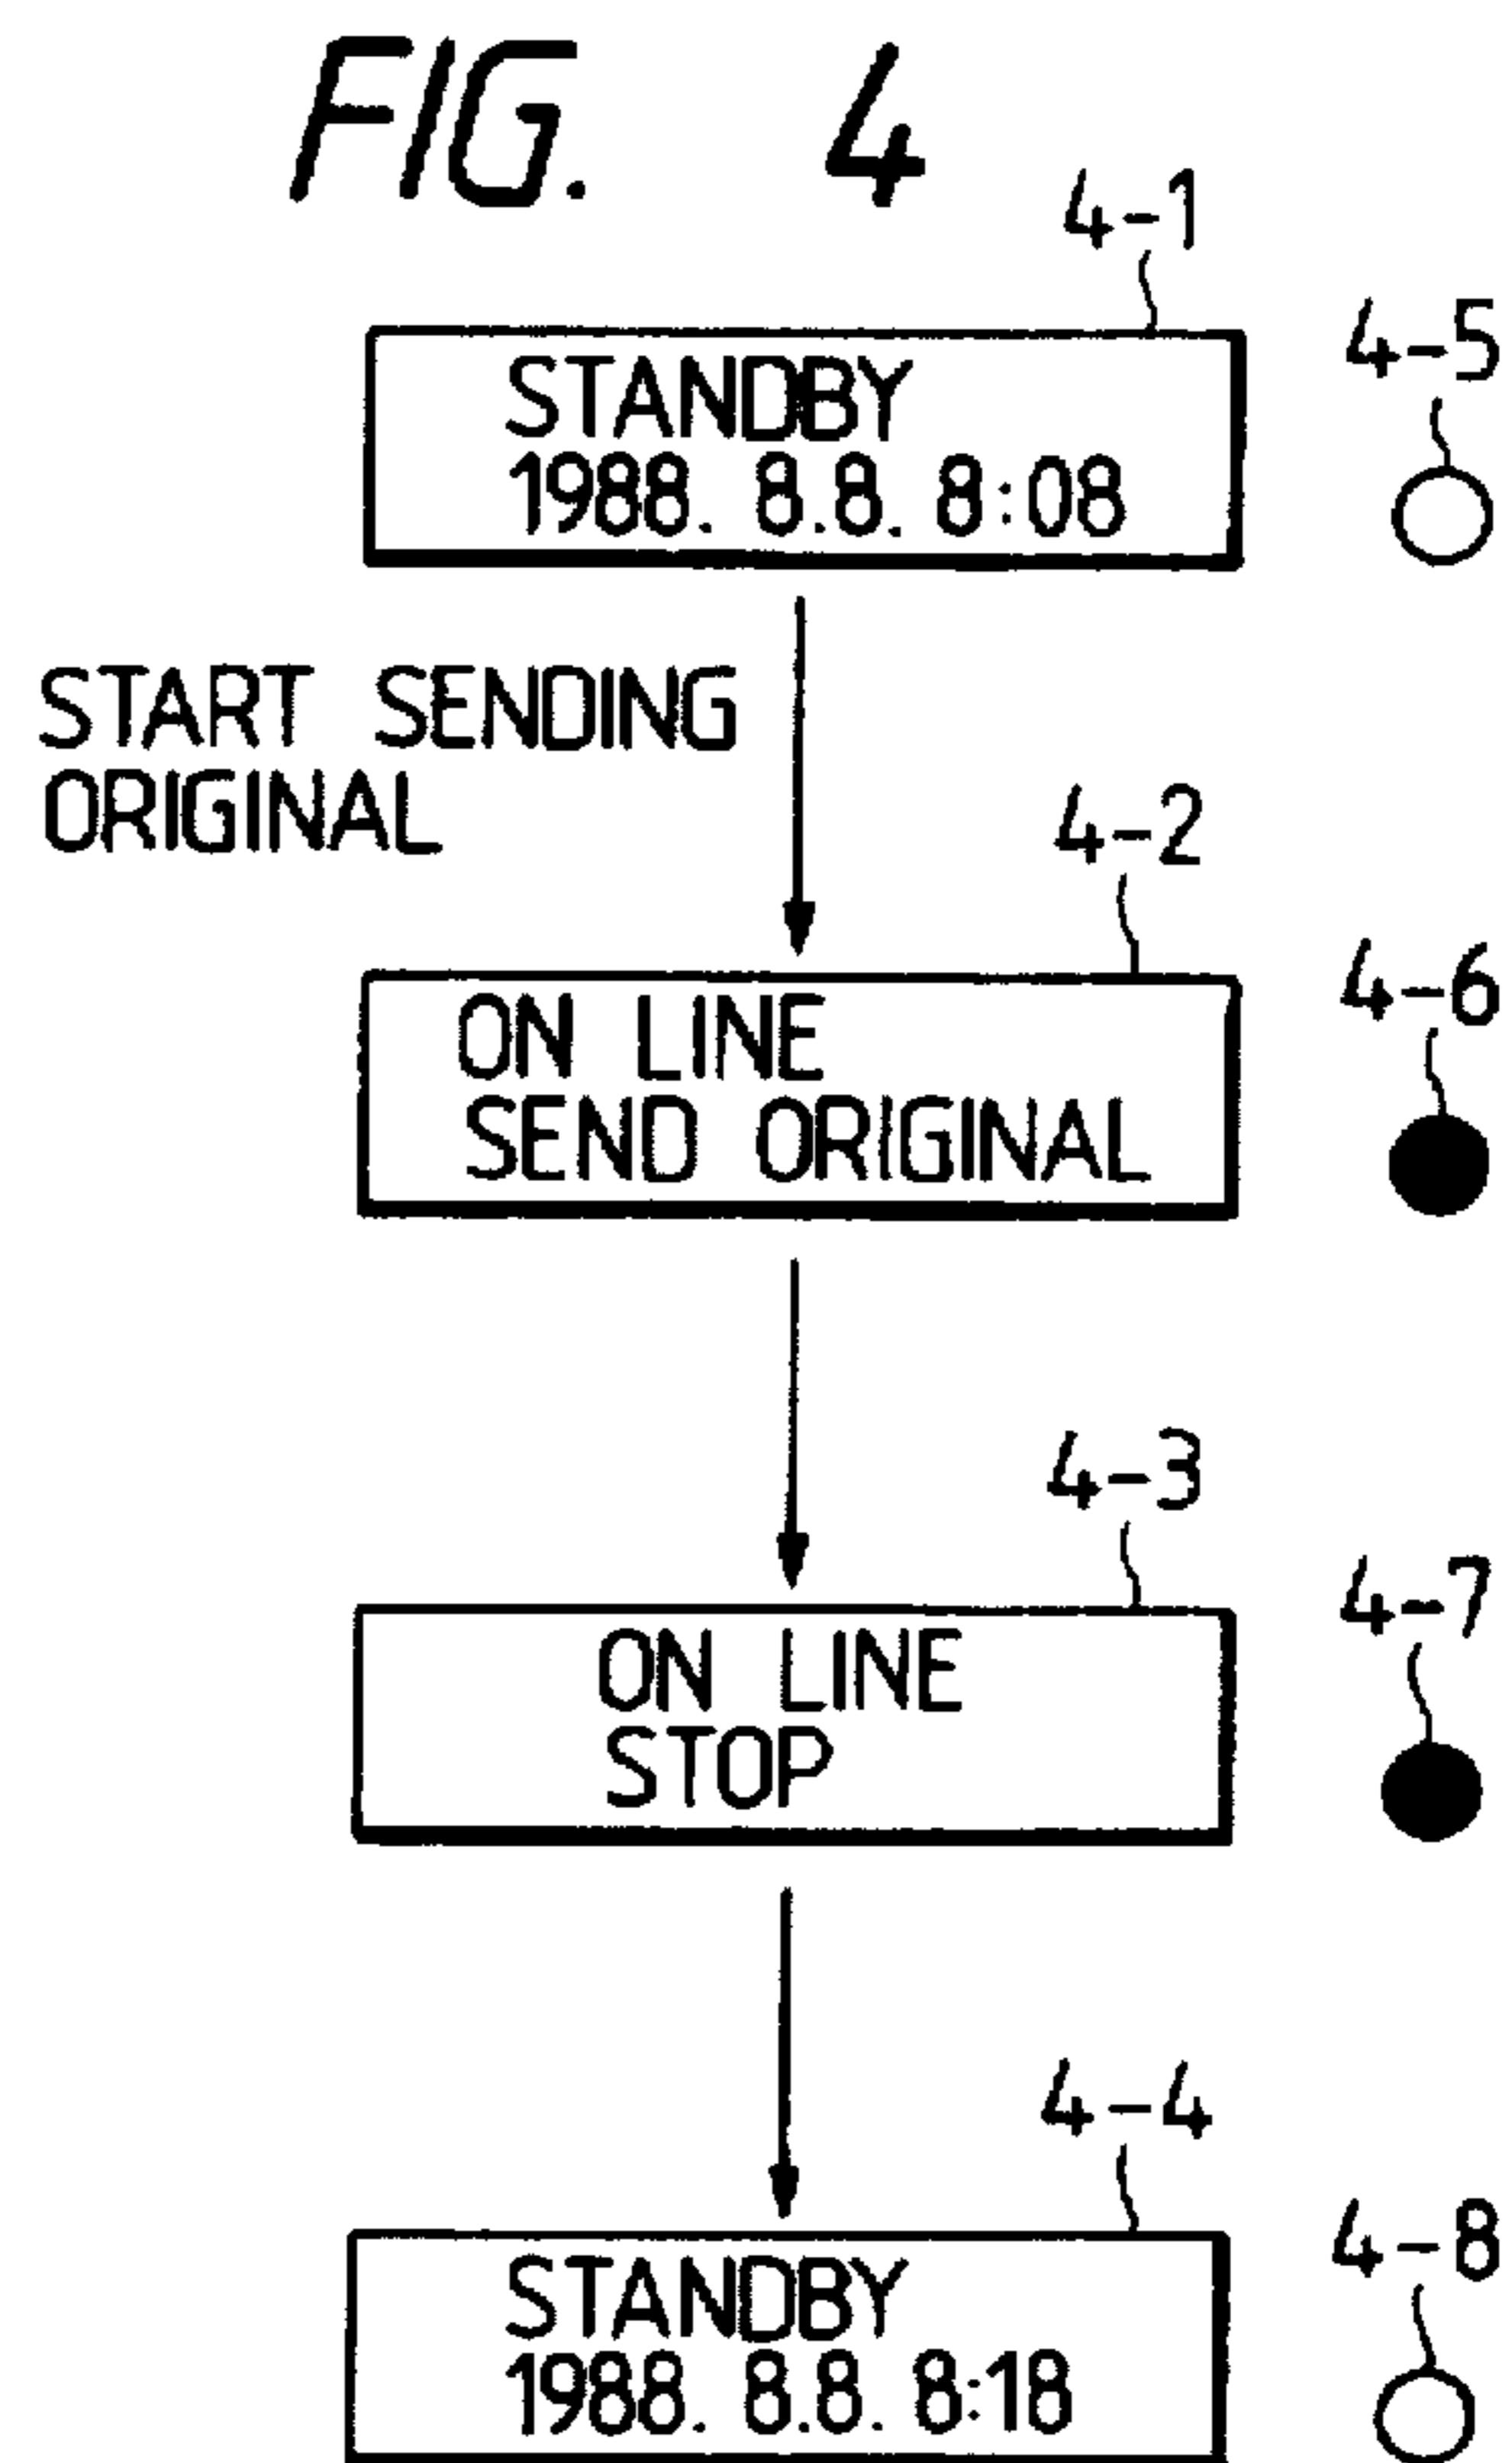 FIG. 4
4-1
4-5
STANDBY
1988. 8.8. 8:08
START SENDING
ORIGINAL
4-2
4-6
ON LINE
SEND ORIGINAL
4-3
4-7
ON LINE
STOP
4-4
4-8
STANDBY
1988. 8.8. 8:18